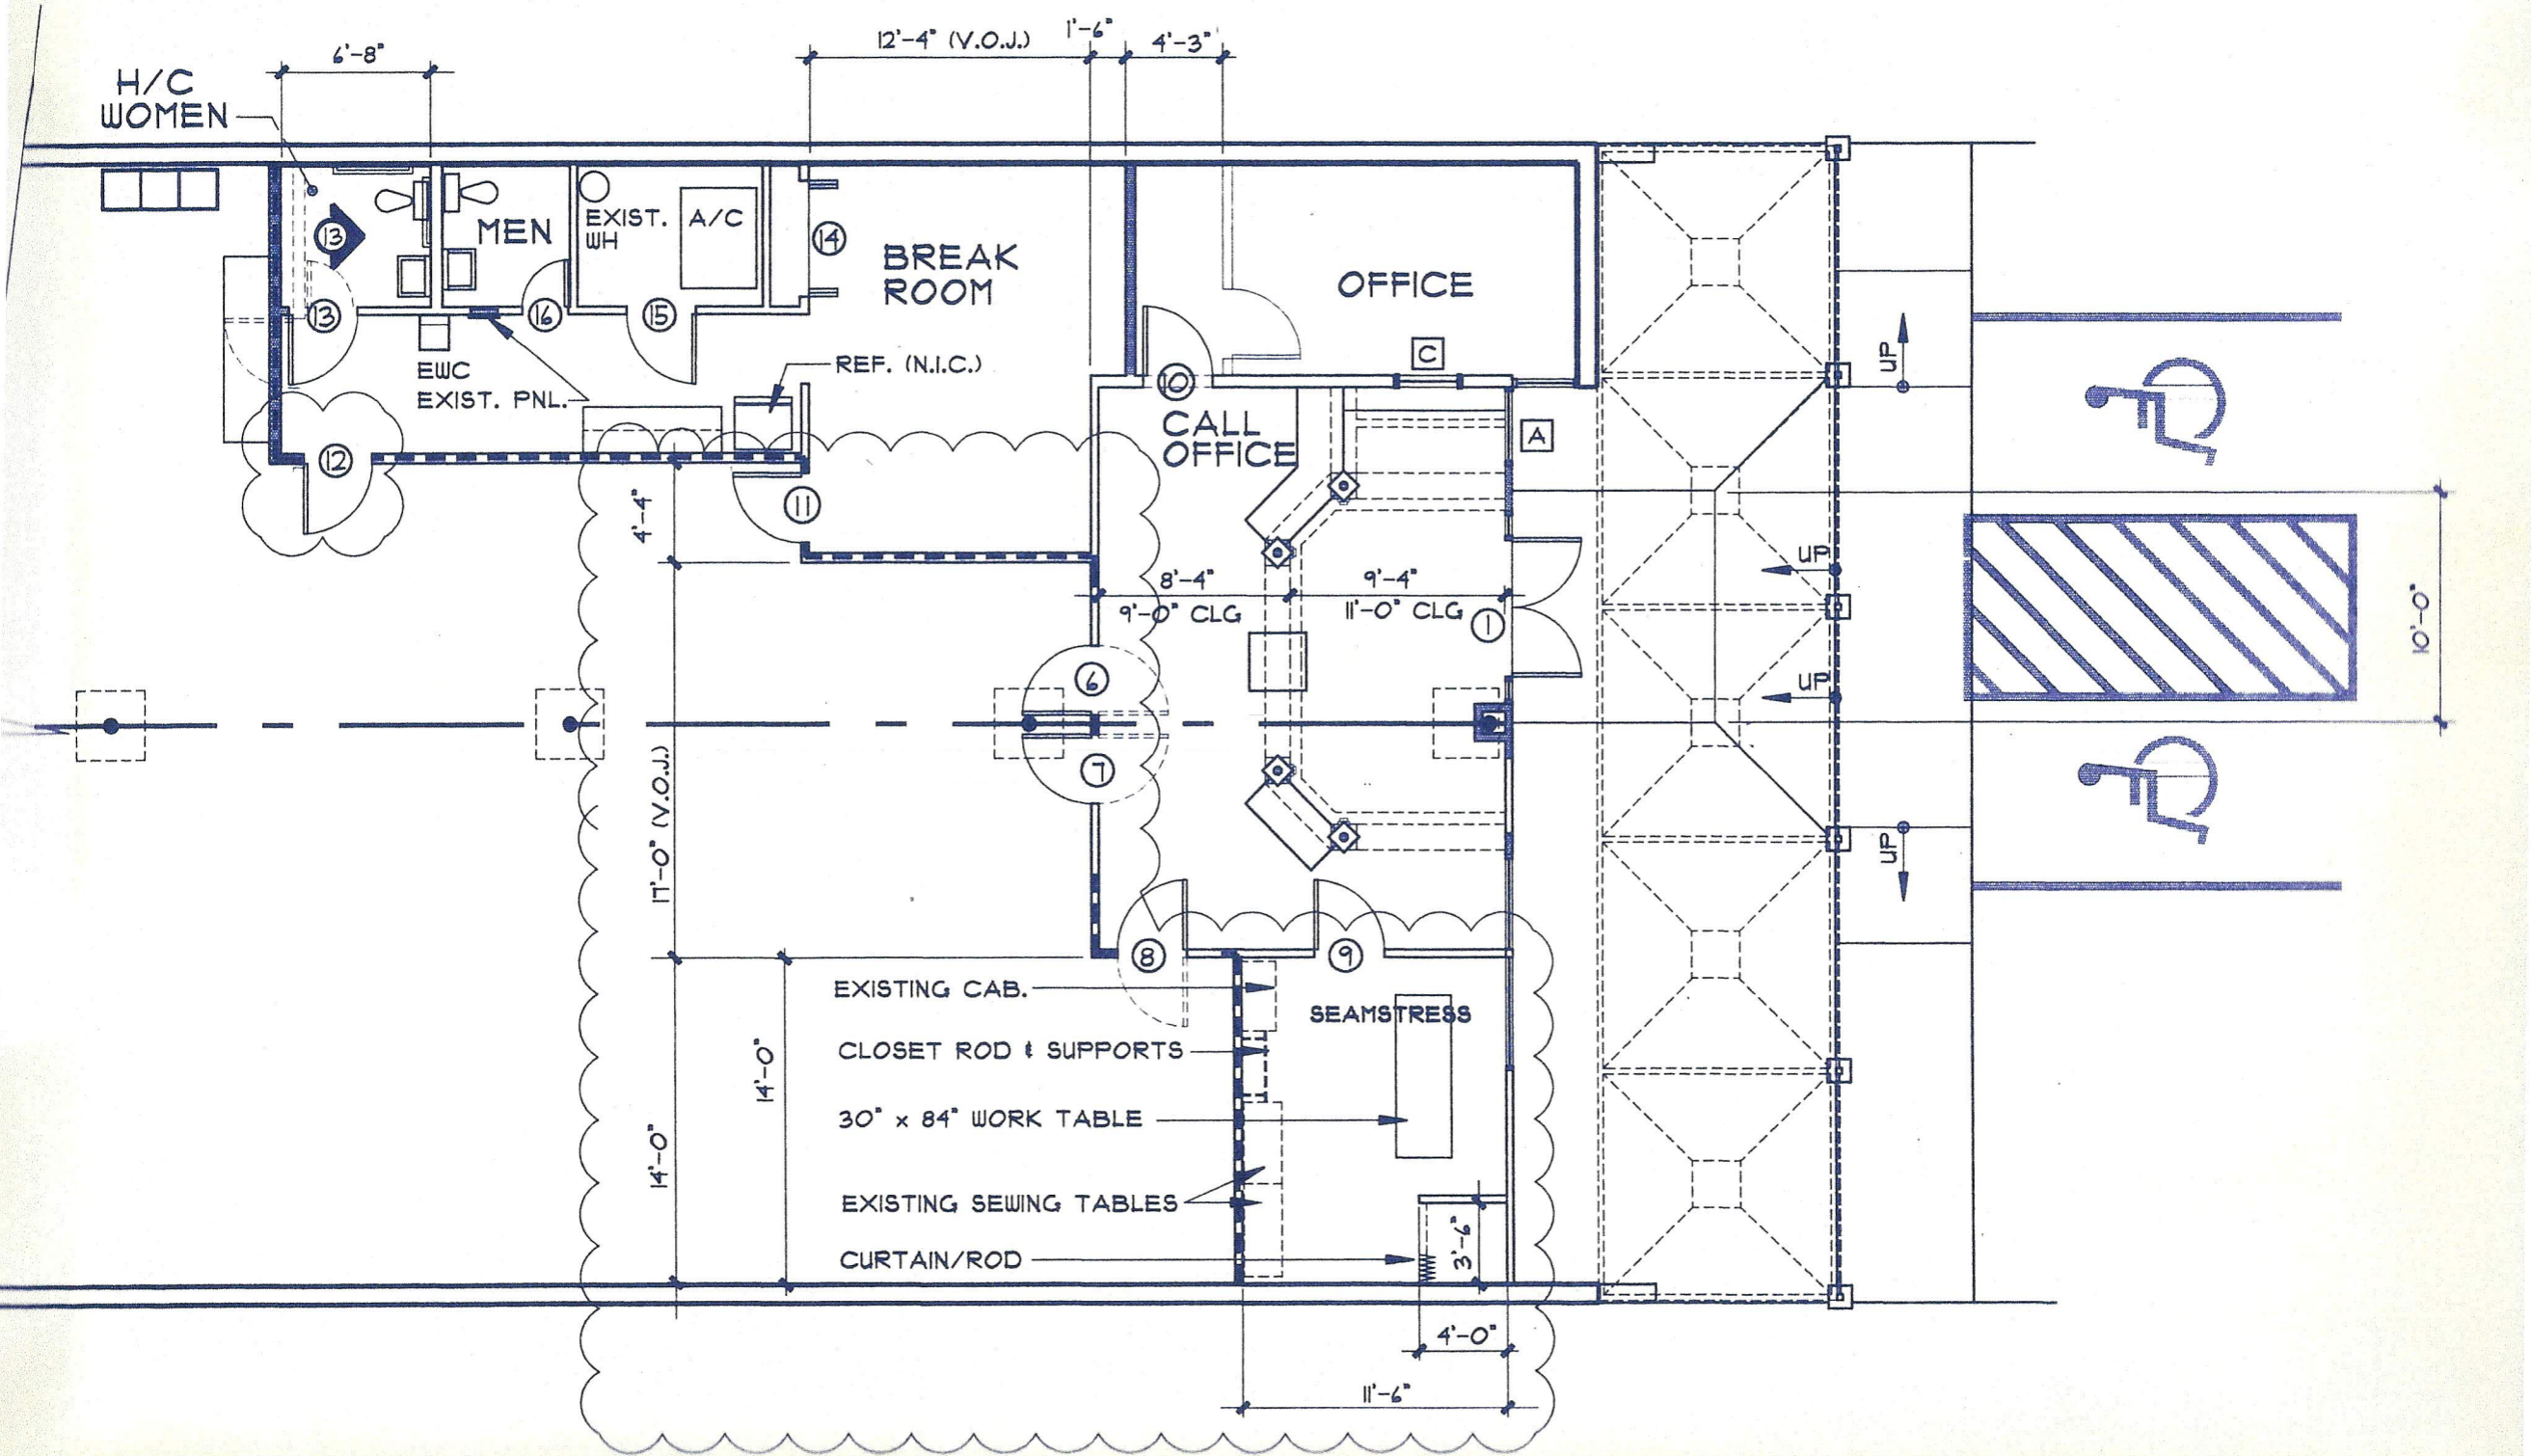 6'-8"
12'-4" (V.O.J.)
1'-6"
4'-3"
H/C
WOMEN
13
MEN
EXIST.
WH
A/C
14
BREAK
ROOM
OFFICE
13
16
15
EWC
EXIST. PNL.
REF. (N.I.C.)
10
C
CALL
OFFICE
A
UP
12
11
4'-4"
8'-4"
9'-0" CLG
9'-4"
11'-0" CLG
1
UP
UP
10'-0"
6
7
17'-0" (V.O.J.)
UP
8
9
EXISTING CAB.
SEAMSTRESS
CLOSET ROD & SUPPORTS
14'-0"
30" x 84" WORK TABLE
14'-0"
EXISTING SEWING TABLES
CURTAIN/ROD
3'-6"
4'-0"
11'-6"